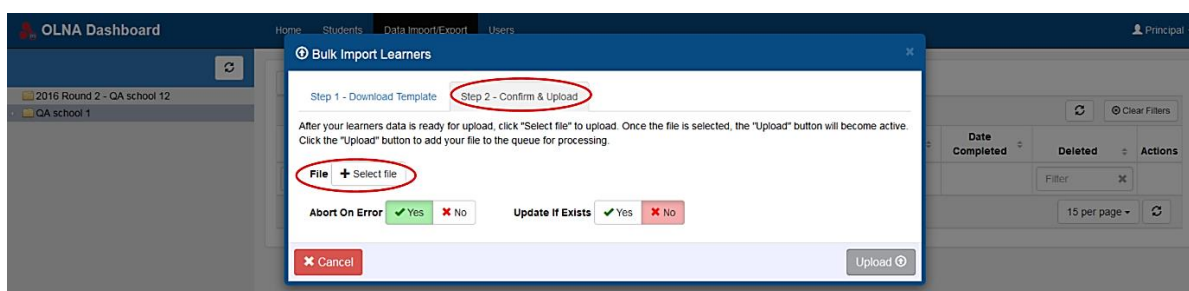 OLNA Dashboard
Home Students Data Import/Export Users
Principal
Bulk Import Learners
2016 Round 2 - QA school 12
QA school 1
Step 1 - Download Template
Step 2 - Confirm & Upload
After your learners data is ready for upload, click "Select file" to upload. Once the file is selected, the "Upload" button will become active.
Click the "Upload" button to add your file to the queue for processing.
File Select file
Abort On Error Yes No Update If Exists Yes No
Cancel
Upload
Clear Filters
Date
Completed
Deleted
Actions
Filter
15 per page